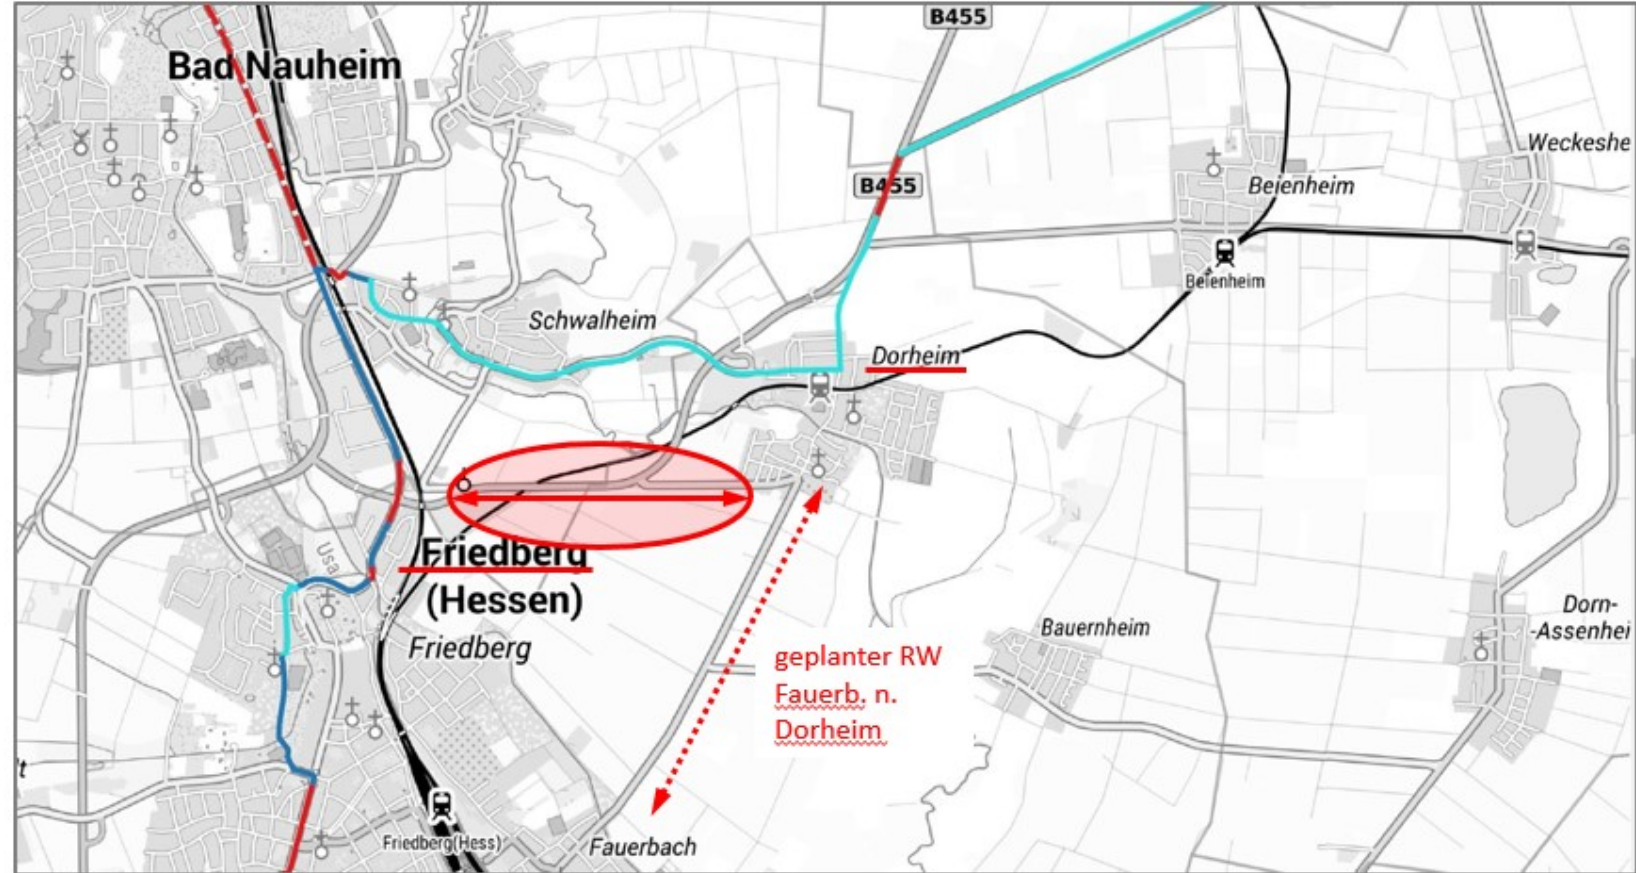 B455
Bad Nauheim
Weckeshe
B455
Beienheim
Beienheim
Schwalheim
Dorheim
Usa
Friedberg
(Hessen)
Friedberg
Dorn-
-Assenhei
Bauernheim
geplanter RW
Fauerb. n.
Dorheim
Friedberg(Hess)
Fauerbach